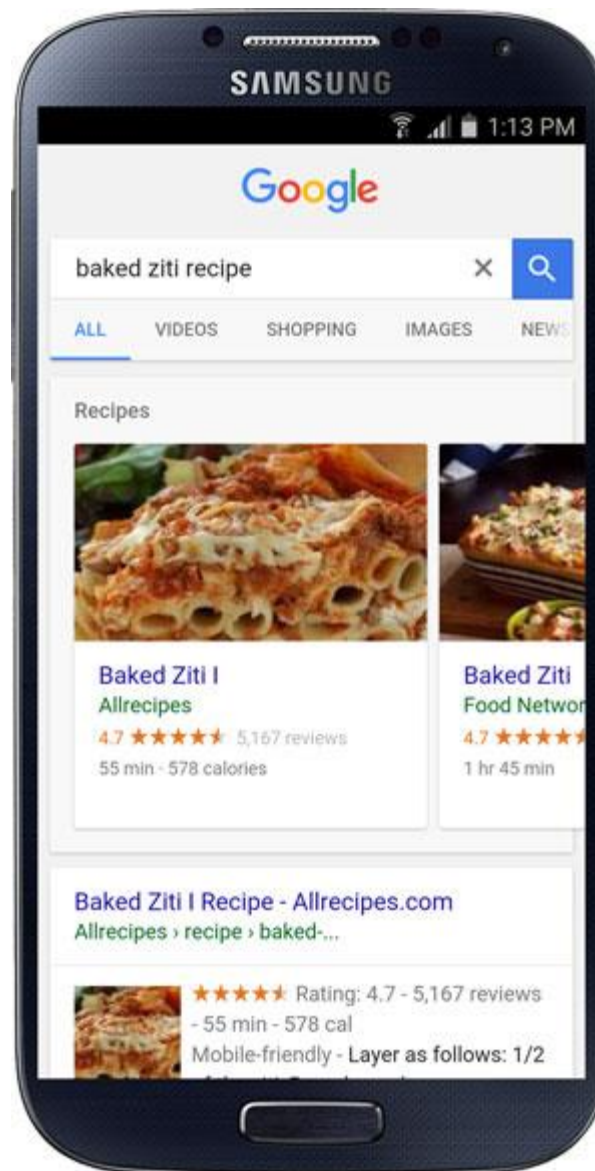 SAMSUNG
1:13 PM
Google
baked ziti recipe
ALL VIDEOS SHOPPING IMAGES NEWS
Recipes
Baked Ziti I
Allrecipes
4.7 5,167 reviews
55 min - 578 calories
Baked Ziti
Food Networ
4.7
1 hr 45 min
Baked Ziti I Recipe - Allrecipes.com
Allrecipes › recipe › baked-...
Rating: 4.7 - 5,167 reviews
- 55 min - 578 cal
Mobile-friendly - Layer as follows: 1/2